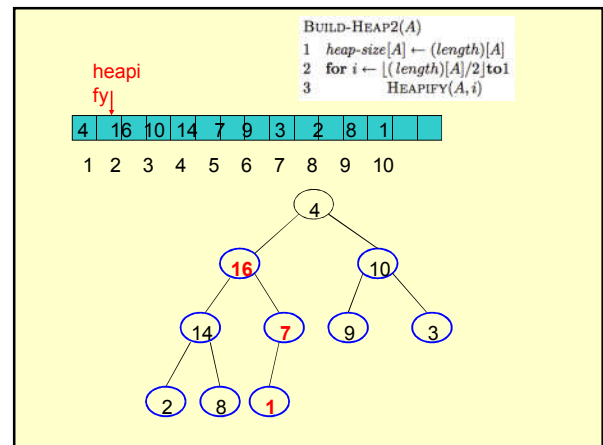 BUILD-HEAP2(A)
1 heap-size[A] ← (length)[A]
2 for i ← ⌊(length)[A]/2⌋to1
3 HEAPIFY(A, i)
heapi
fy
4 16 10 14 7 9 3 2 8 1
1 2 3 4 5 6 7 8 9 10
4
16 10
14 7 9 3
2 8 1